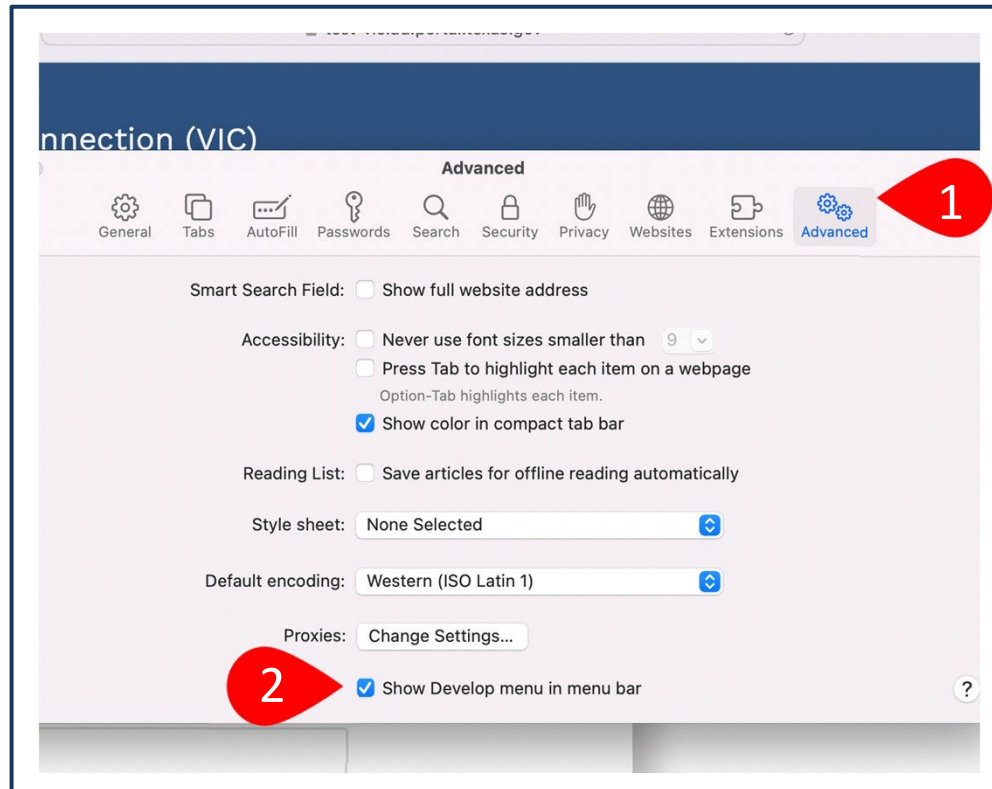 nnection (VIC)
Advanced
1
General Tabs AutoFill Passwords Search Security Privacy Websites Extensions Advanced
Smart Search Field: Show full website address
Accessibility: Never use font sizes smaller than 9
Press Tab to highlight each item on a webpage
Option-Tab highlights each item.
Show color in compact tab bar
Reading List: Save articles for offline reading automatically
Style sheet: None Selected
Default encoding: Western (ISO Latin 1)
Proxies: Change Settings...
2 Show Develop menu in menu bar
?